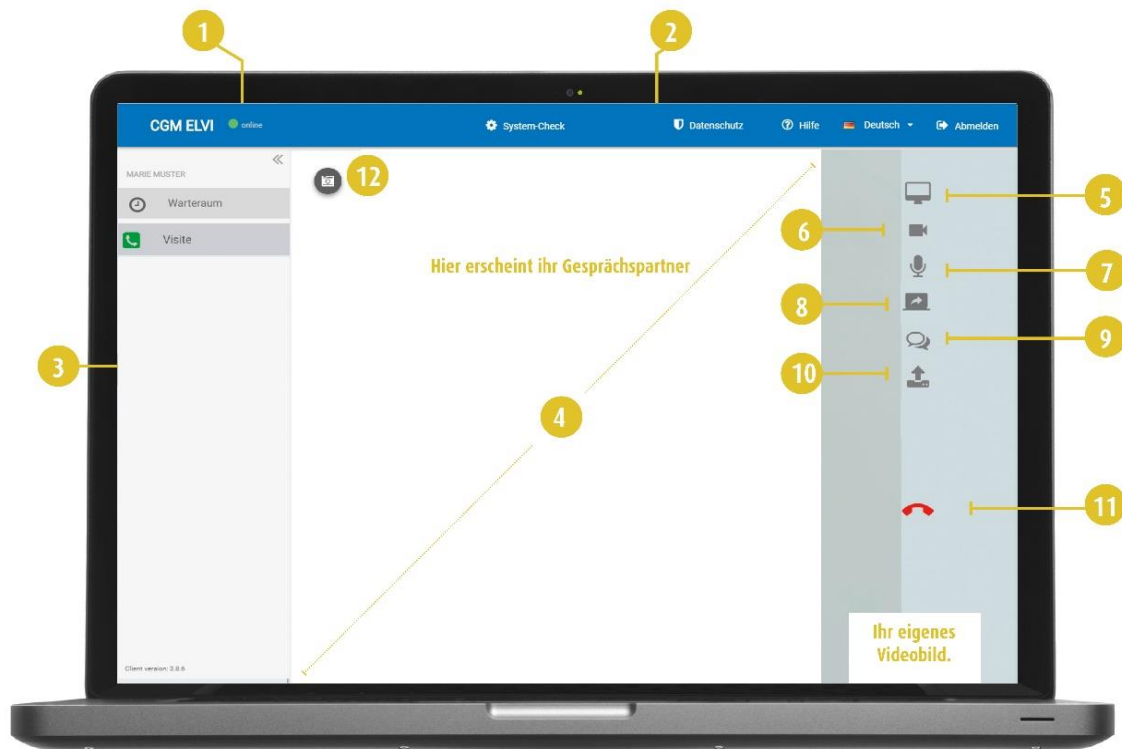 1
2
CGM ELVI online System-Check Datenschutz Hilfe Deutsch Abmelden
MARIE MUSTER
12
Warteraum
Visite
Hier erscheint ihr Gesprächspartner
5
6
7
8
9
3
10
4
11
Ihr eigenes
Videobild.
Client version: 3.8.6